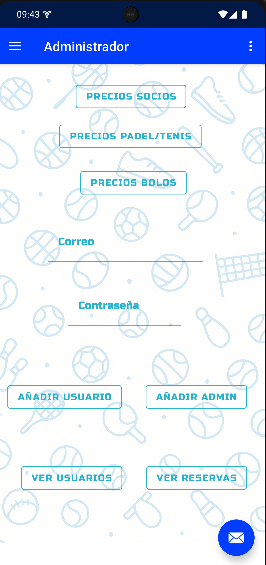 09:43
Administrador
PRECIOS SOCIOS
PRECIOS PADEL/TENIS
PRECIOS BOLOS
Correo
Contraseña
AÑADIR USUARIO AÑADIR ADMIN
VER USUARIOS VER RESERVAS